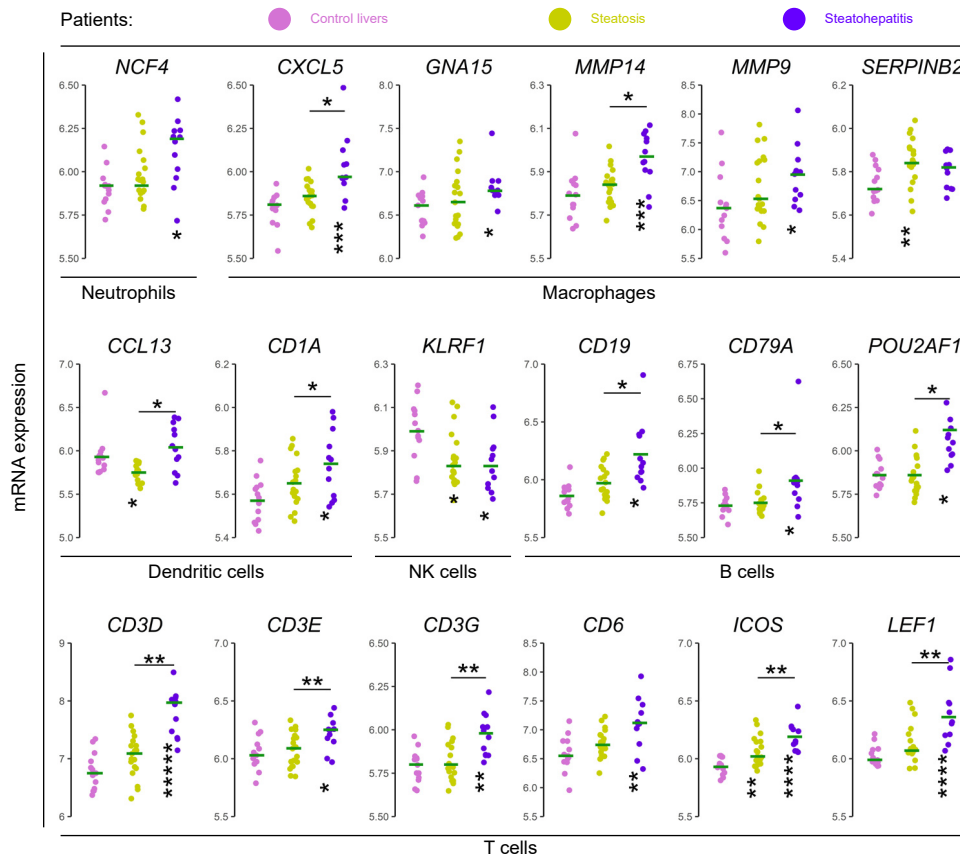 Patients: Control livers Steatosis Steatohepatitis
NCF4 CXCL5 GNA15 MMP14 MMP9 SERPINB2
6.50 6.50 8.0 6.3 8.5 6.2
* * 
6.25 6.25 7.5 6.1 7.5 6.0
6.00 6.00 7.0 5.9 6.5 5.8
5.75 5.75 6.5 5.7 5.5 5.6
* *** * *** * **
5.50 5.50 6.0 5.5 5.5 5.4
Neutrophils Macrophages
mRNA expression
CCL13 CD1A KLRF1 CD19 CD79A POU2AF1
7.0 6.2 6.3 7.0 6.75 6.50
* * * * *
6.5 6.0 6.1 6.5 6.50 6.25
6.0 5.8 5.9 6.0 6.25 6.00
5.5 5.6 5.7 5.5 6.00 5.75
* * * * * * *
5.0 5.4 5.5 5.50 5.75 5.50
Dendritic cells NK cells B cells
CD3D CD3E CD3G CD6 ICOS LEF1
9 7.0 6.50 8.5 7.0 7.0
** ** ** ** **
8 6.5 6.25 8.0 6.5 6.5
7 6.0 6.00 7.5 6.0 6.0
6 5.5 5.75 7.0 5.5 5.5
5.50 6.5
6.0
**** * ** ** ** **** ****
T cells